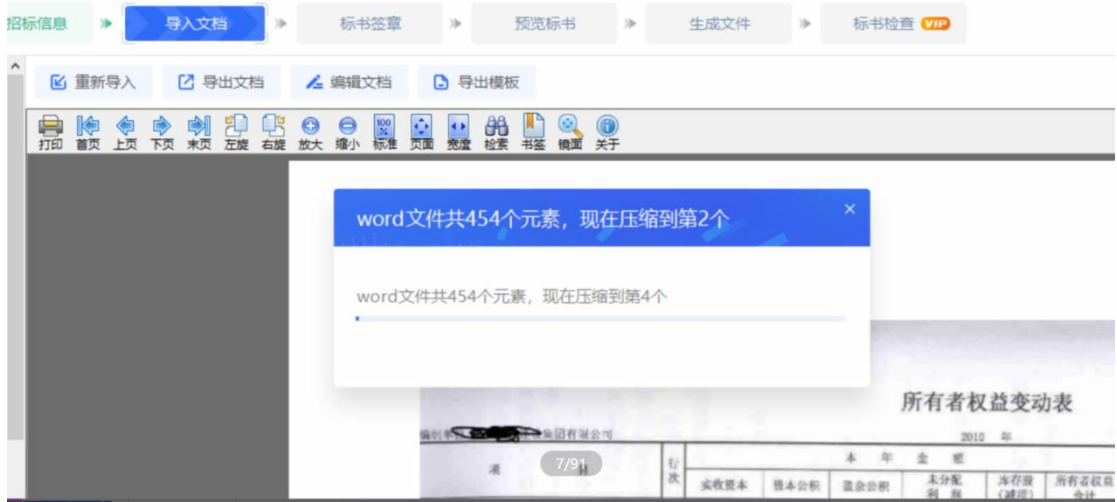 招标信息 导入文档 标书签章 预览标书 生成文件 标书检查 VIP
重新导入 导出文档 编辑文档 导出模板
100 %
打印 首页 上页 下页 末页 左旋 右旋 放大 缩小 标准 页面 宽度 检索 书签 镜面 关于
word文件共454个元素，现在压缩到第2个
word文件共454个元素，现在压缩到第4个
所有者权益变动表
集团有限公司
2010 年
7/91
项
行次
本 年 金 额
实收资本 资本公积 盈余公积 未分配利润 库存股（减项） 所有者权益合计